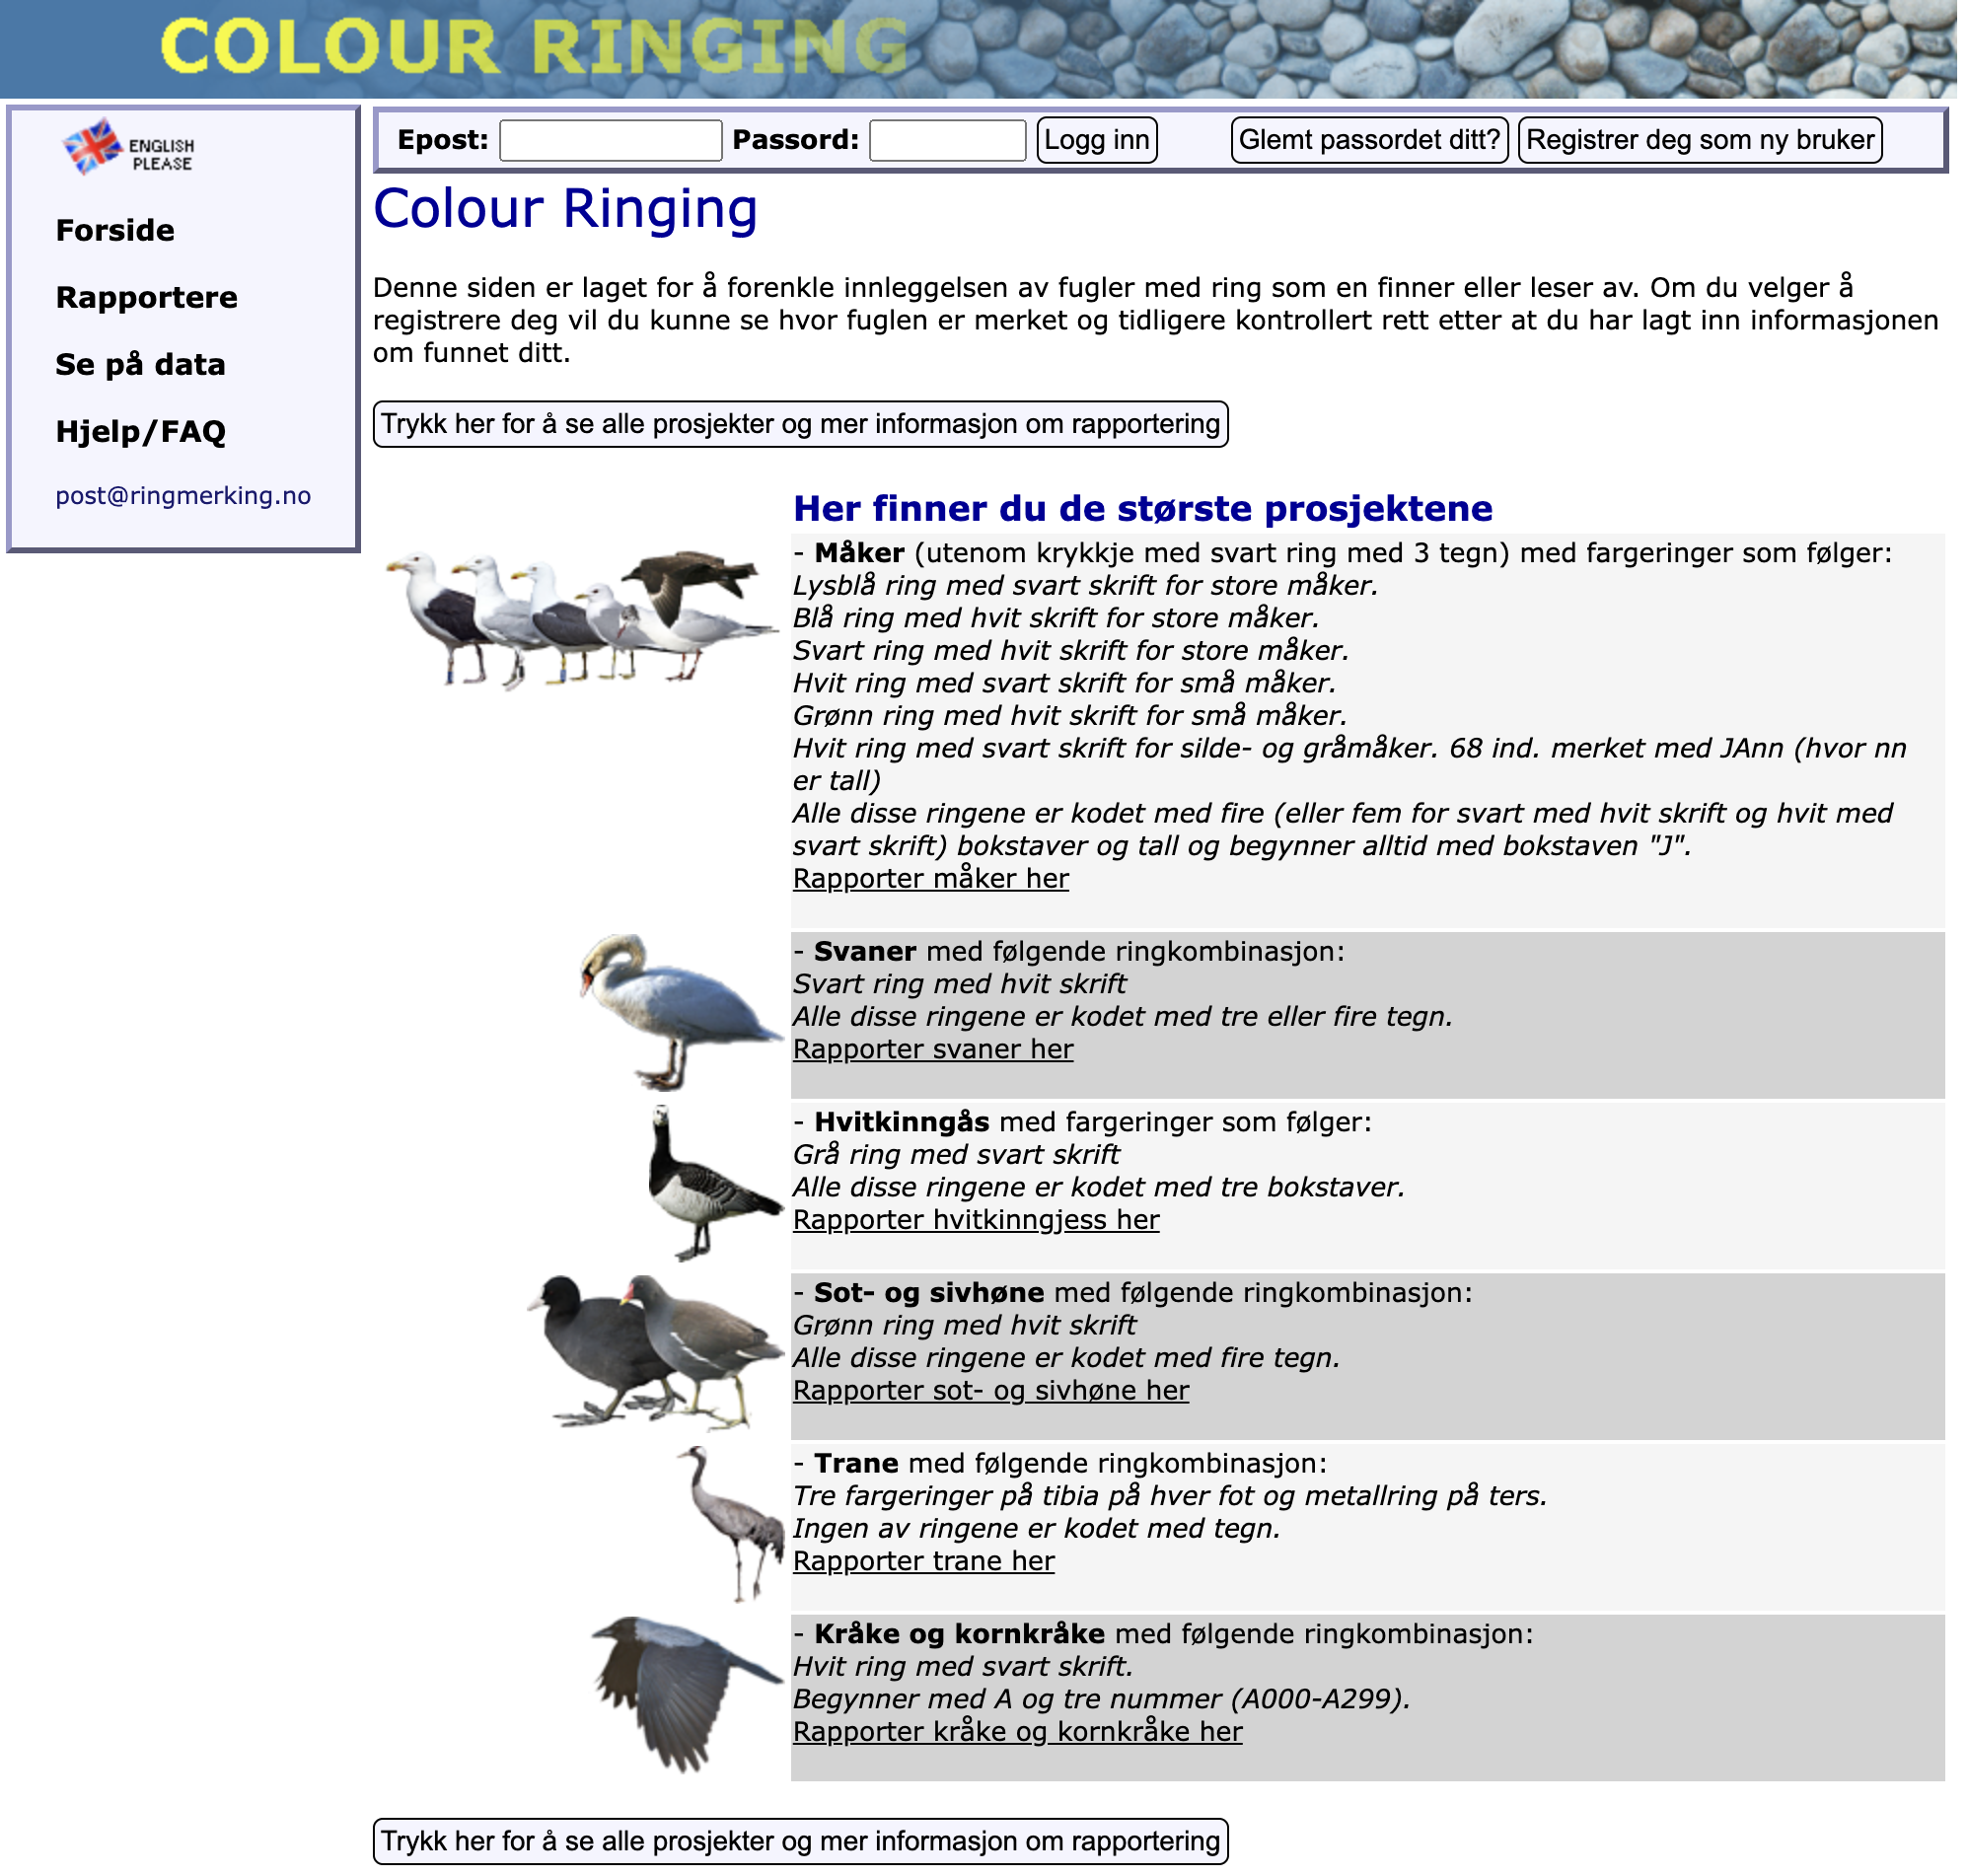 COLOUR RINGING
ENGLISH
PLEASE
Forside
Rapportere
Se på data
Hjelp/FAQ
post@ringmerking.no
Epost: Passord: Logg inn Glemt passordet ditt? Registrer deg som ny bruker
Colour Ringing
Denne siden er laget for å forenkle innleggelsen av fugler med ring som en finner eller leser av. Om du velger å
registrere deg vil du kunne se hvor fuglen er merket og tidligere kontrollert rett etter at du har lagt inn informasjonen
om funnet ditt.
Trykk her for å se alle prosjekter og mer informasjon om rapportering
Her finner du de største prosjektene
- Måker (utenom krykkje med svart ring med 3 tegn) med fargeringer som følger:
Lysblå ring med svart skrift for store måker.
Blå ring med hvit skrift for store måker.
Svart ring med hvit skrift for store måker.
Hvit ring med svart skrift for små måker.
Grønn ring med hvit skrift for små måker.
Hvit ring med svart skrift for silde- og gråmåker. 68 ind. merket med JAnn (hvor nn
er tall)
Alle disse ringene er kodet med fire (eller fem for svart med hvit skrift og hvit med
svart skrift) bokstaver og tall og begynner alltid med bokstaven "J".
Rapporter måker her
- Svaner med følgende ringkombinasjon:
Svart ring med hvit skrift
Alle disse ringene er kodet med tre eller fire tegn.
Rapporter svaner her
- Hvitkinngås med fargeringer som følger:
Grå ring med svart skrift
Alle disse ringene er kodet med tre bokstaver.
Rapporter hvitkinngjess her
- Sot- og sivhøne med følgende ringkombinasjon:
Grønn ring med hvit skrift
Alle disse ringene er kodet med fire tegn.
Rapporter sot- og sivhøne her
- Trane med følgende ringkombinasjon:
Tre fargeringer på tibia på hver fot og metallring på ters.
Ingen av ringene er kodet med tegn.
Rapporter trane her
- Kråke og kornkråke med følgende ringkombinasjon:
Hvit ring med svart skrift.
Begynner med A og tre nummer (A000-A299).
Rapporter kråke og kornkråke her
Trykk her for å se alle prosjekter og mer informasjon om rapportering